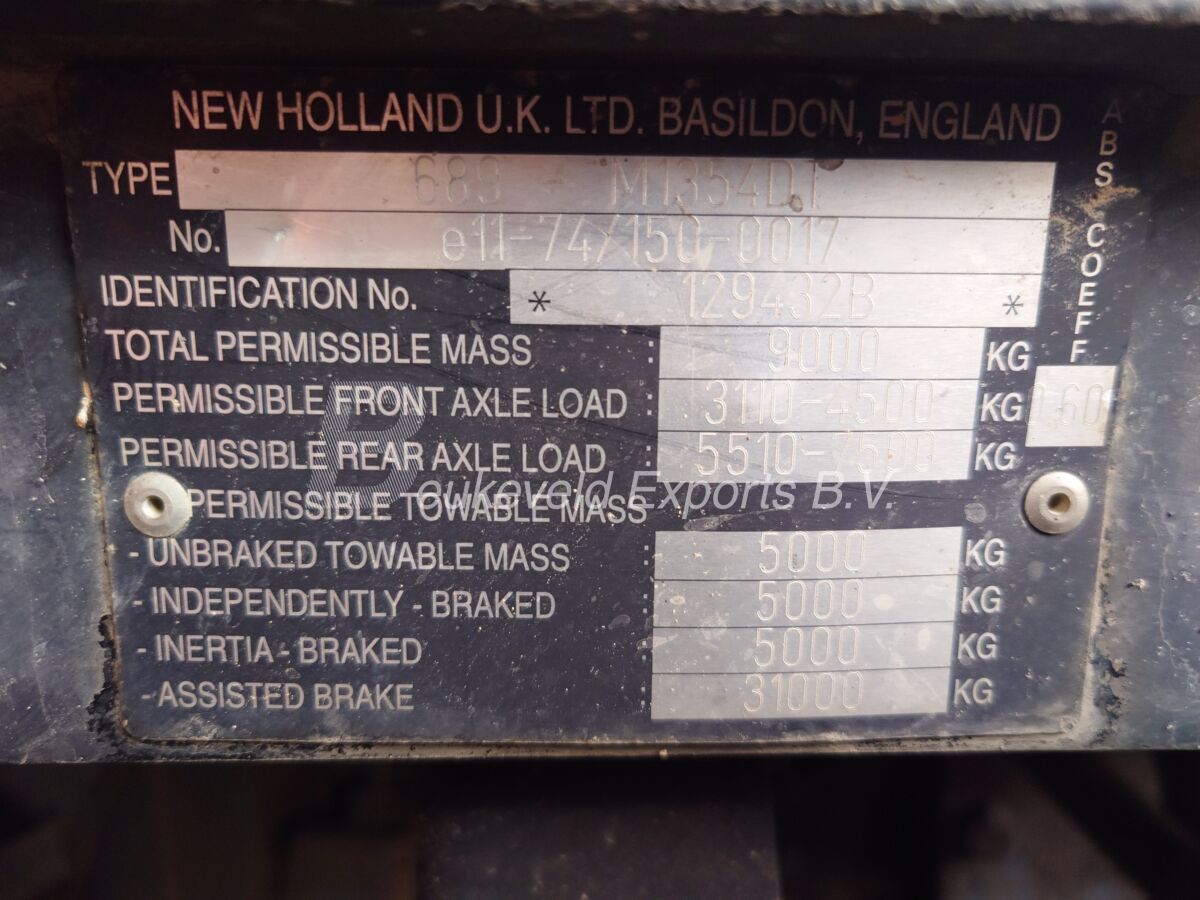 NEW HOLLAND U.K. LTD. BASILDON, ENGLAND
TYPE 689 - M1354DT
No. e11-74/150-0017
IDENTIFICATION No. * 129432B *
TOTAL PERMISSIBLE MASS : 9000 KG
PERMISSIBLE FRONT AXLE LOAD : 3110-4500 KG
PERMISSIBLE REAR AXLE LOAD : 5510- KG
PERMISSIBLE TOWABLE MASS
- UNBRAKED TOWABLE MASS : 5000 KG
- INDEPENDENTLY - BRAKED : 5000 KG
- INERTIA - BRAKED : 5000 KG
- ASSISTED BRAKE : 31000 KG
ABS. COEFF
1.60
Beukeveld Exports B.V.